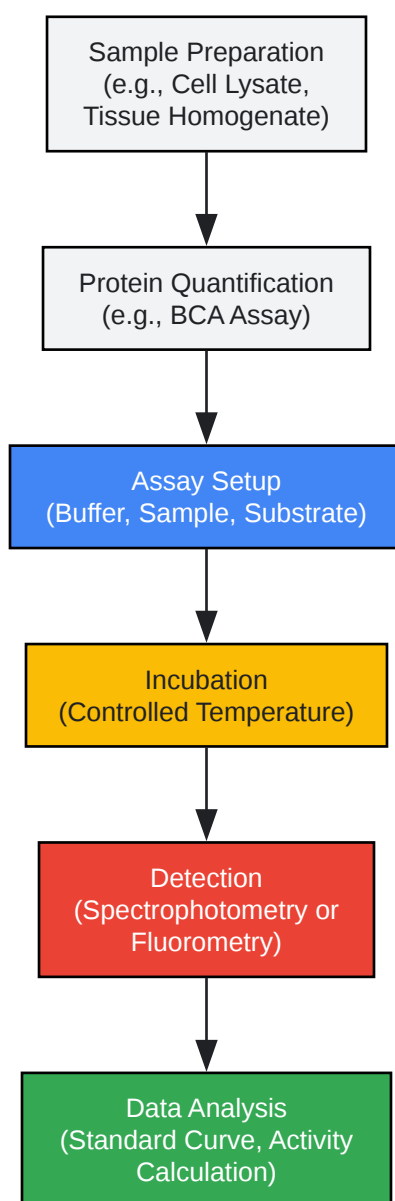 Sample Preparation
(e.g., Cell Lysate,
Tissue Homogenate)
Protein Quantification
(e.g., BCA Assay)
Assay Setup
(Buffer, Sample, Substrate)
Incubation
(Controlled Temperature)
Detection
(Spectrophotometry or
Fluorometry)
Data Analysis
(Standard Curve, Activity
Calculation)